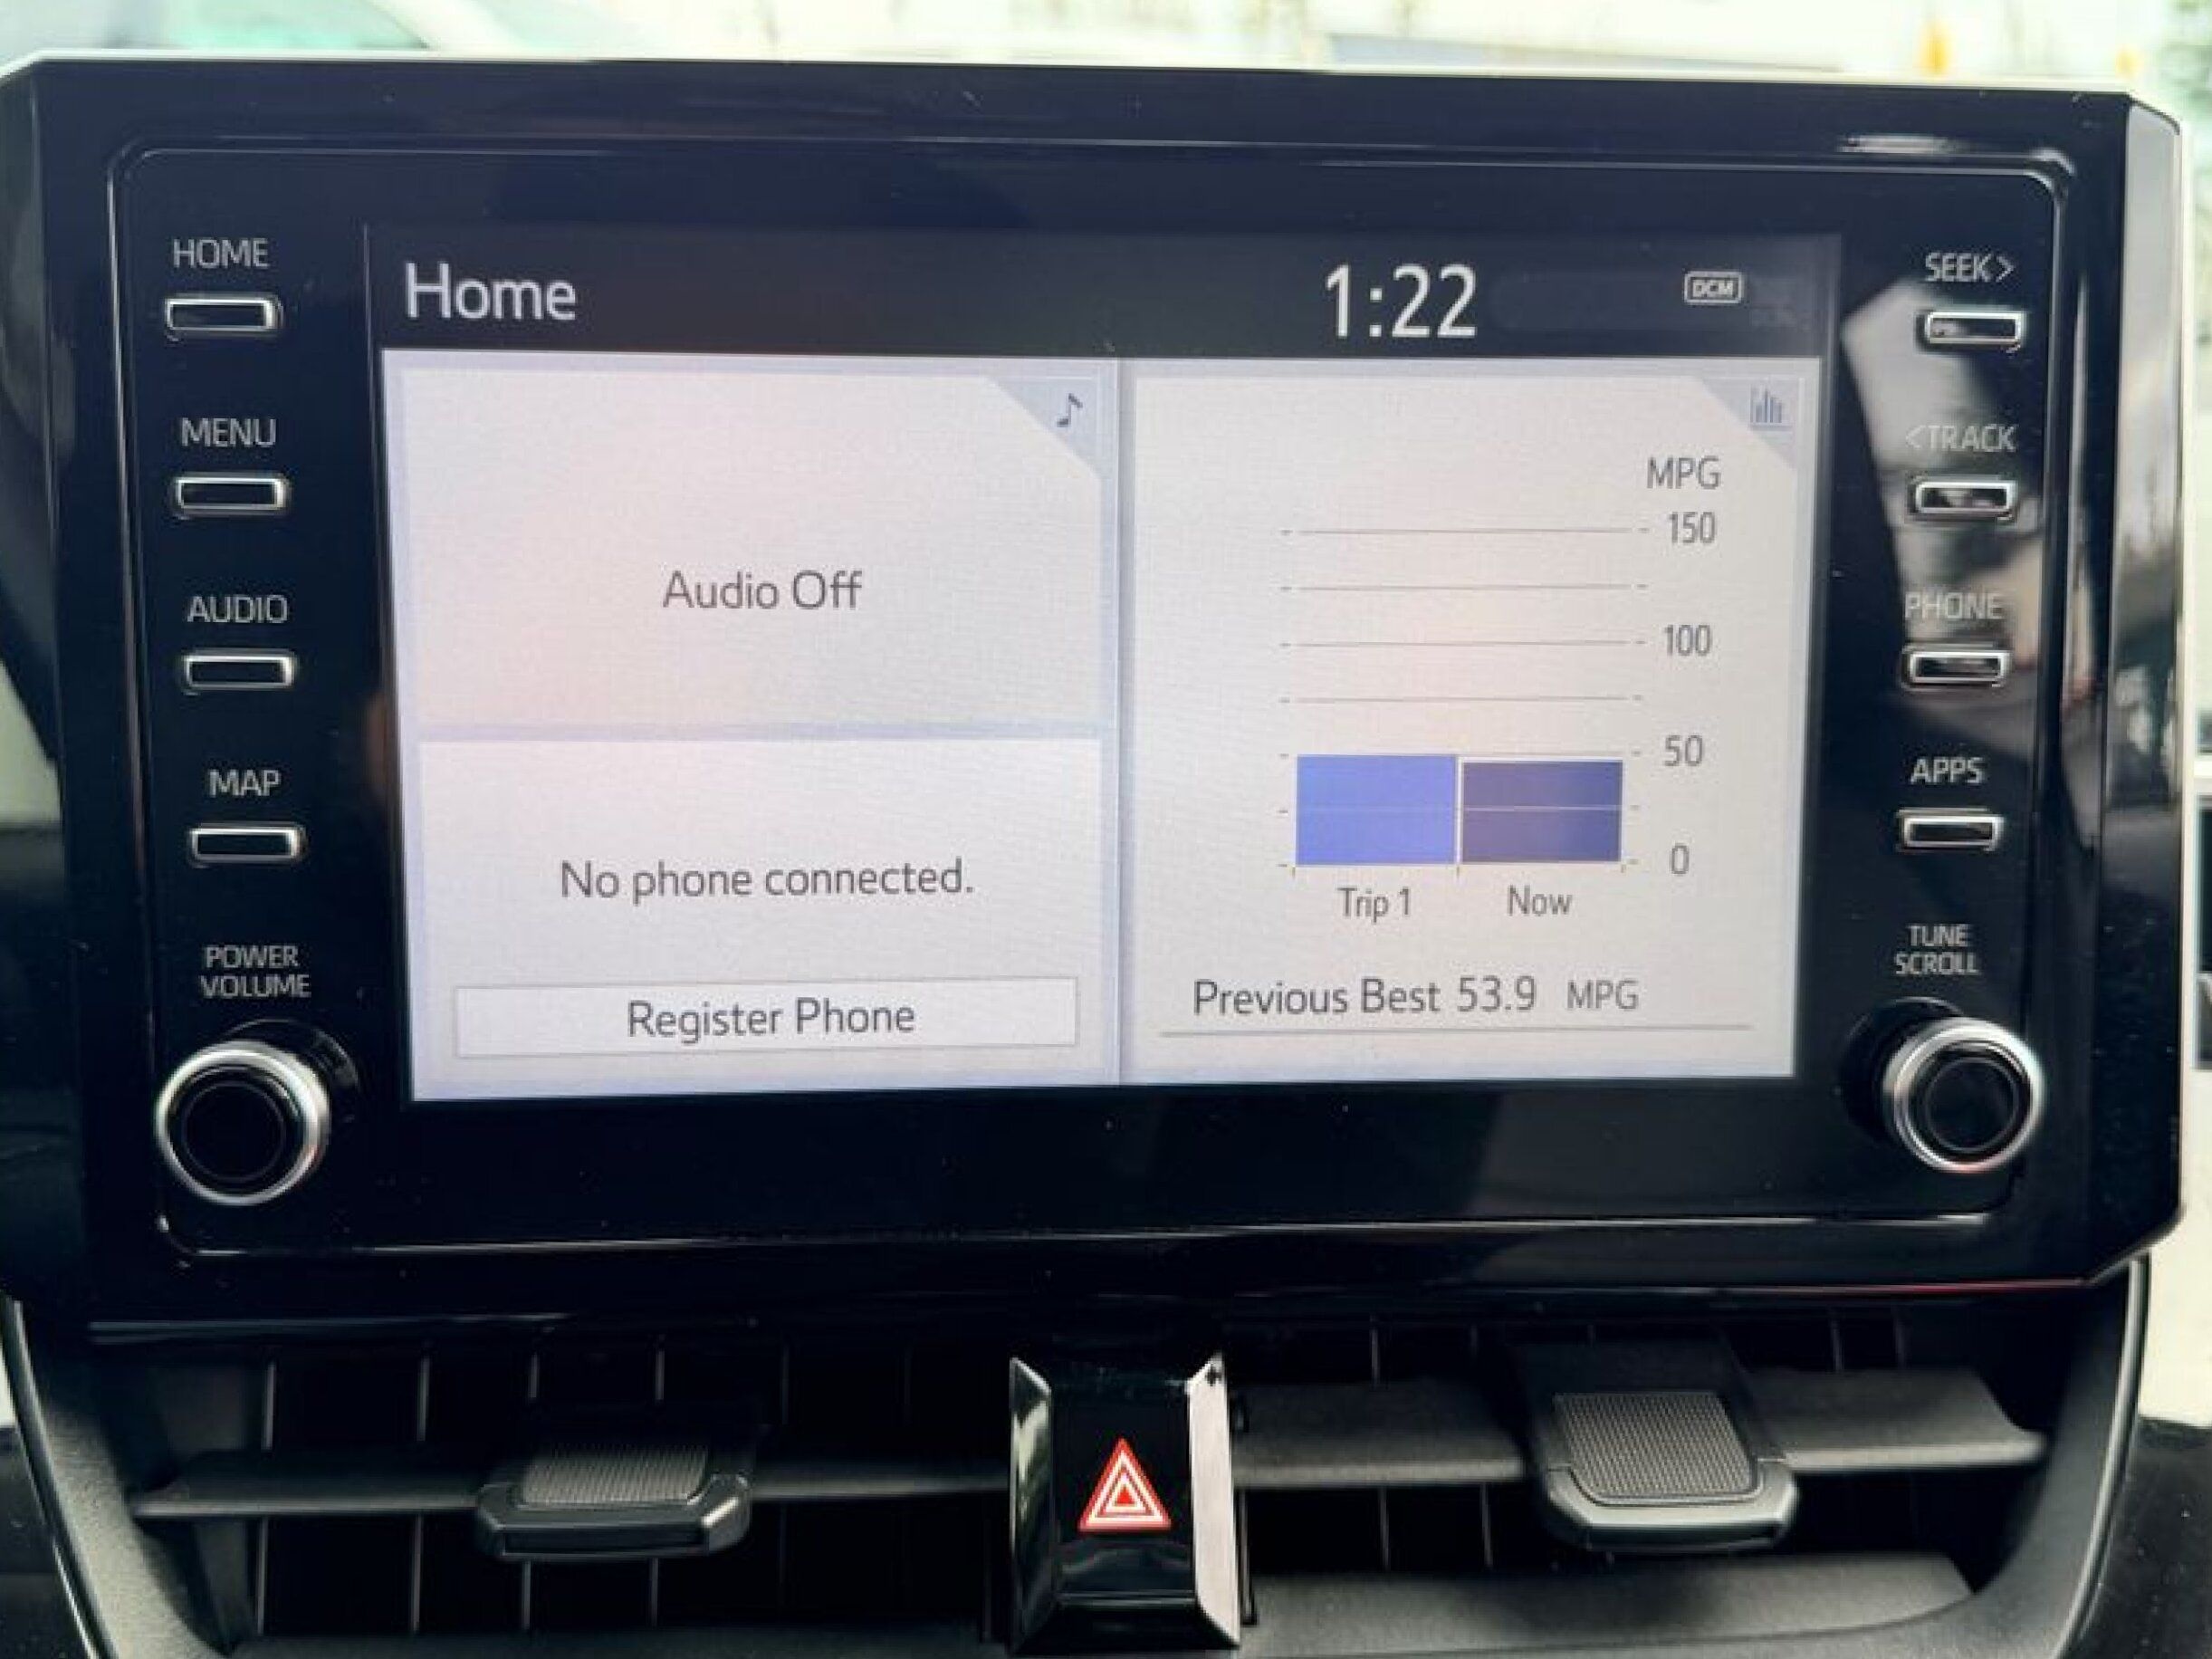 HOME
MENU
AUDIO
MAP
POWER
VOLUME
Home
1:22
DCM
Audio Off
No phone connected.
Register Phone
MPG
150
100
50
0
Trip 1
Now
Previous Best 53.9 MPG
SEEK>
<TRACK
PHONE
APPS
TUNE
SCROLL